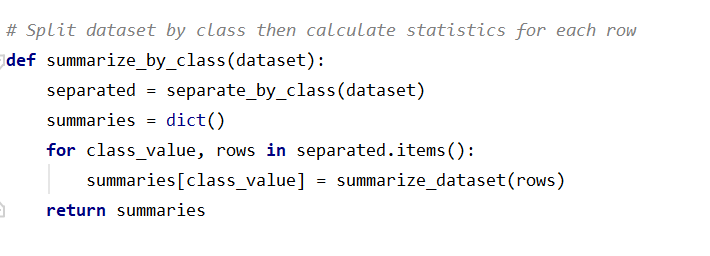 # Split dataset by class then calculate statistics for each row
def summarize_by_class(dataset):
    separated = separate_by_class(dataset)
    summaries = dict()
    for class_value, rows in separated.items():
        summaries[class_value] = summarize_dataset(rows)
    return summaries